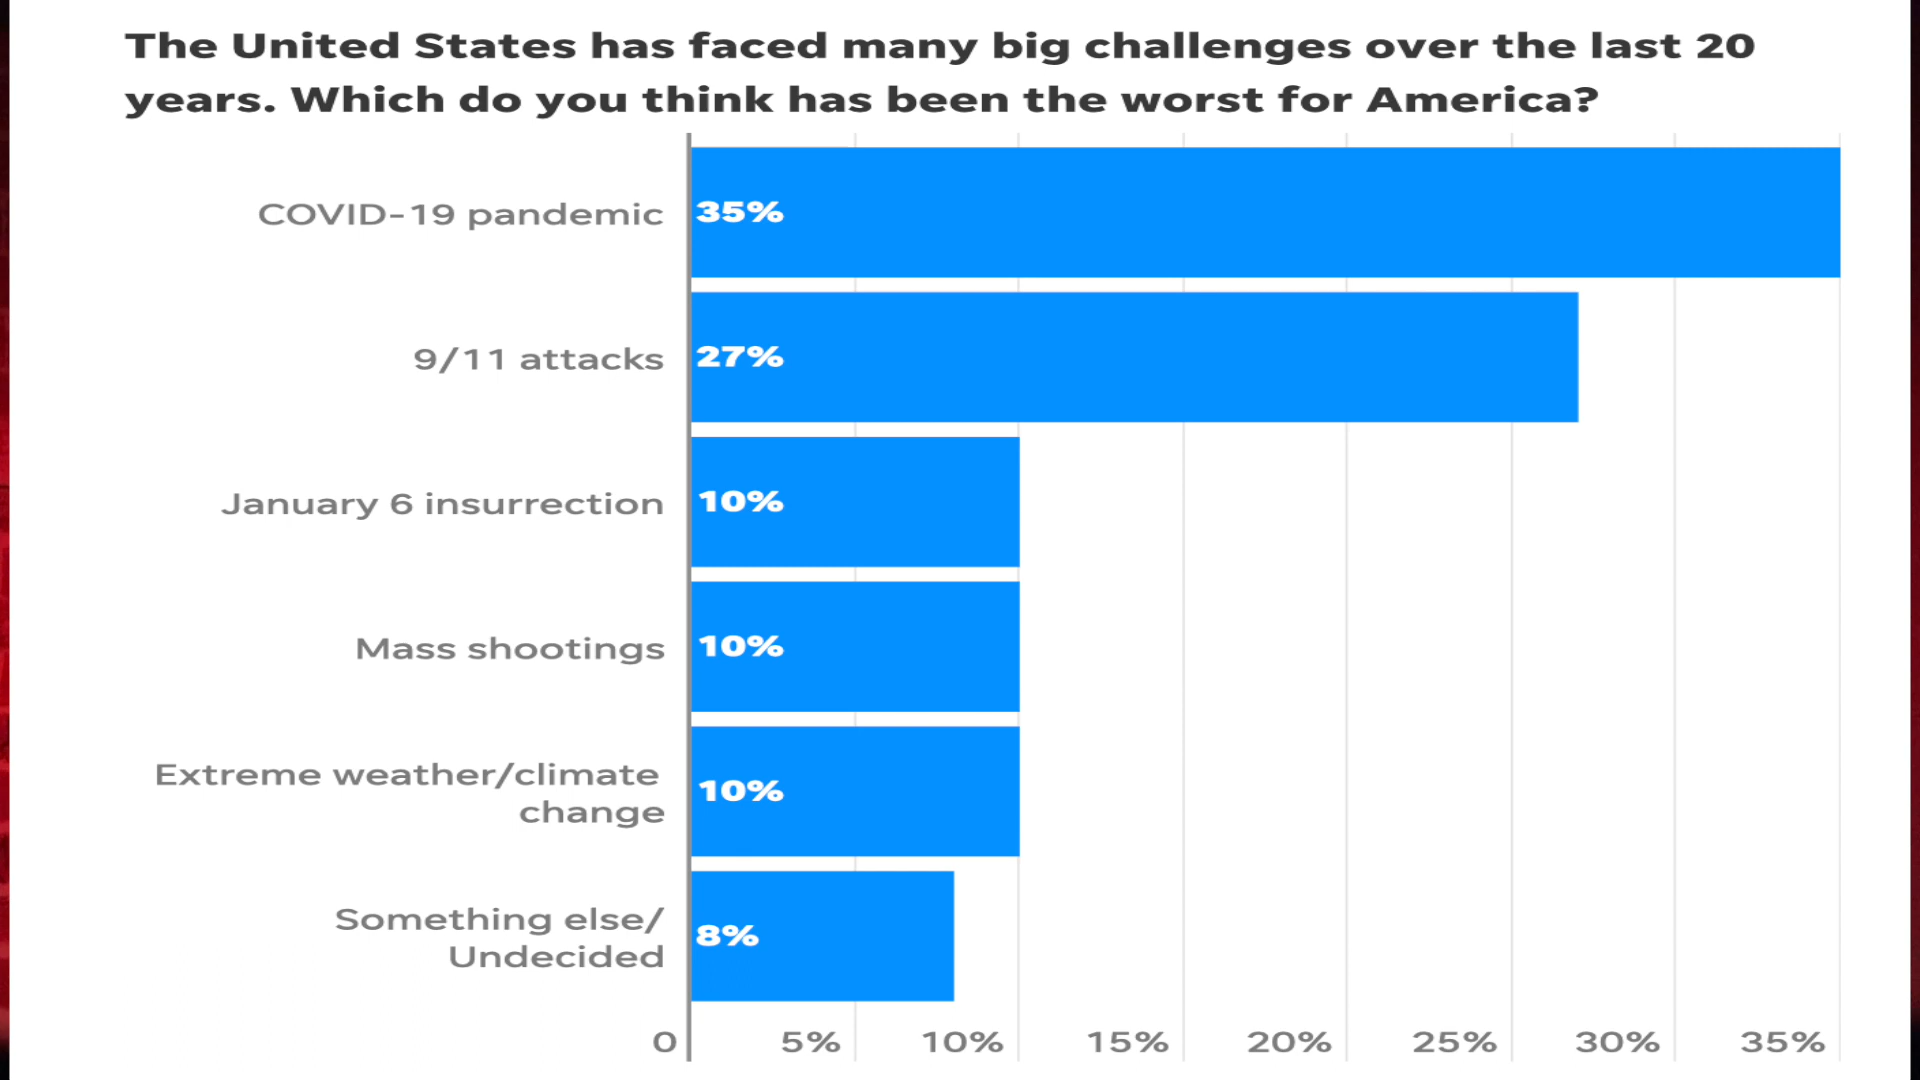 The United States has faced many big challenges over the last 20
years. Which do you think has been the worst for America?
COVID-19 pandemic 35%
9/11 attacks 27%
January 6 insurrection 10%
Mass shootings 10%
Extreme weather/climate
change 10%
Something else/
Undecided 8%
0 5% 10% 15% 20% 25% 30% 35%